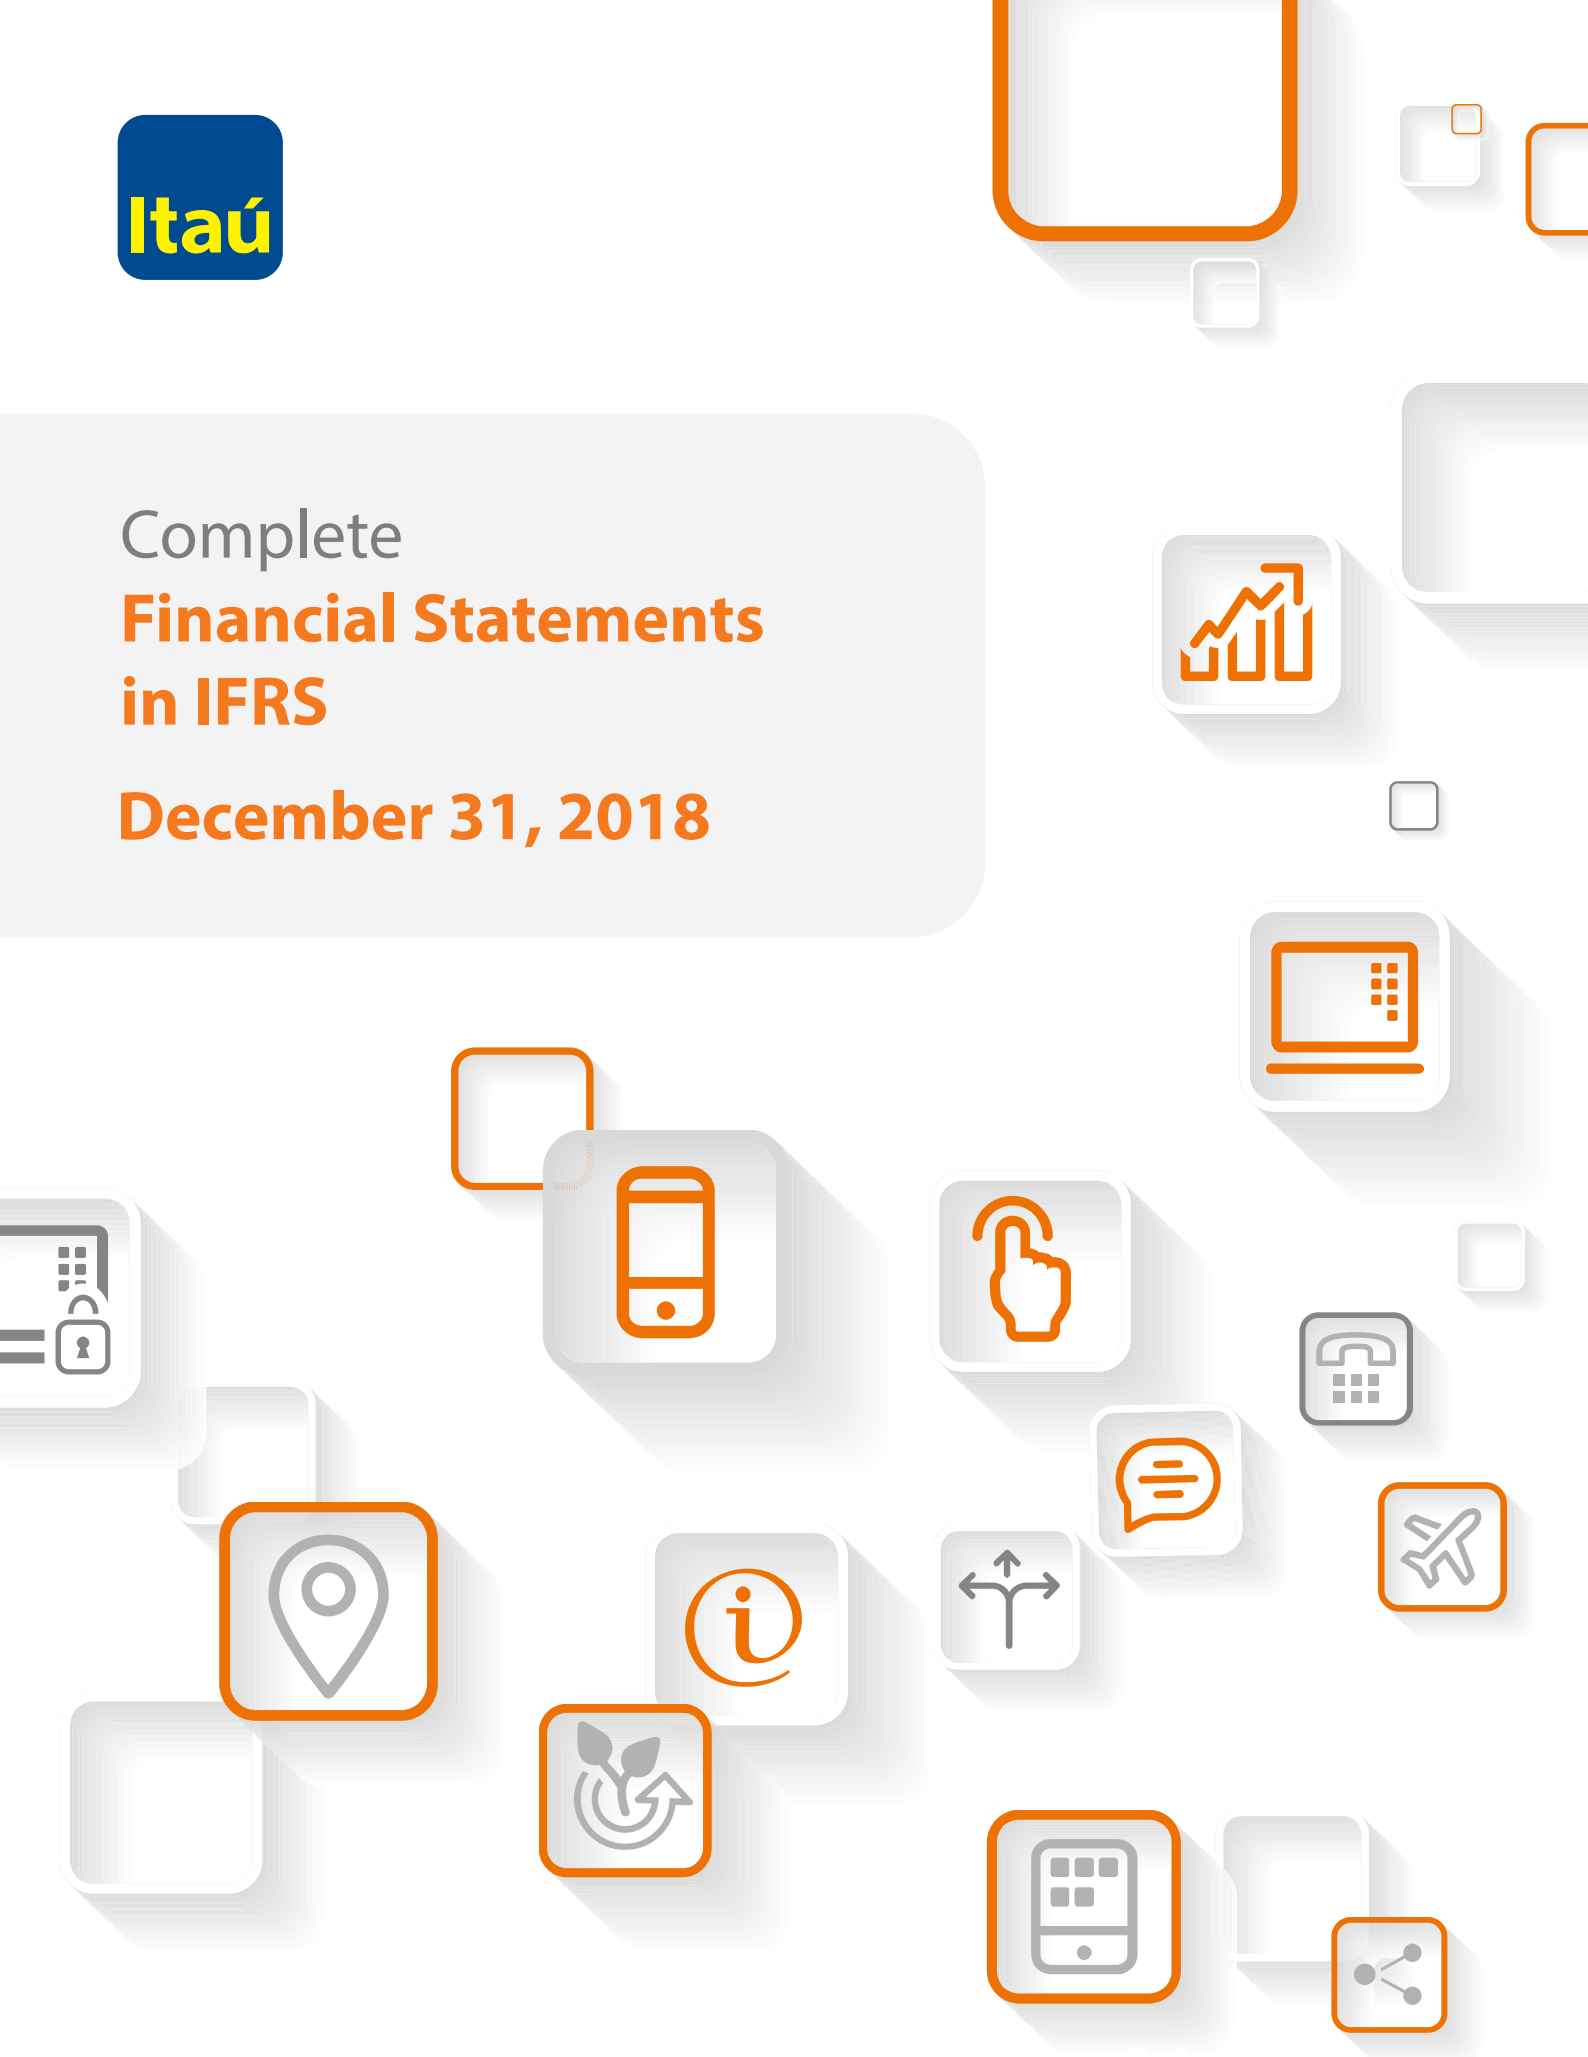 Itaú
Complete
Financial Statements
in IFRS
December 31, 2018